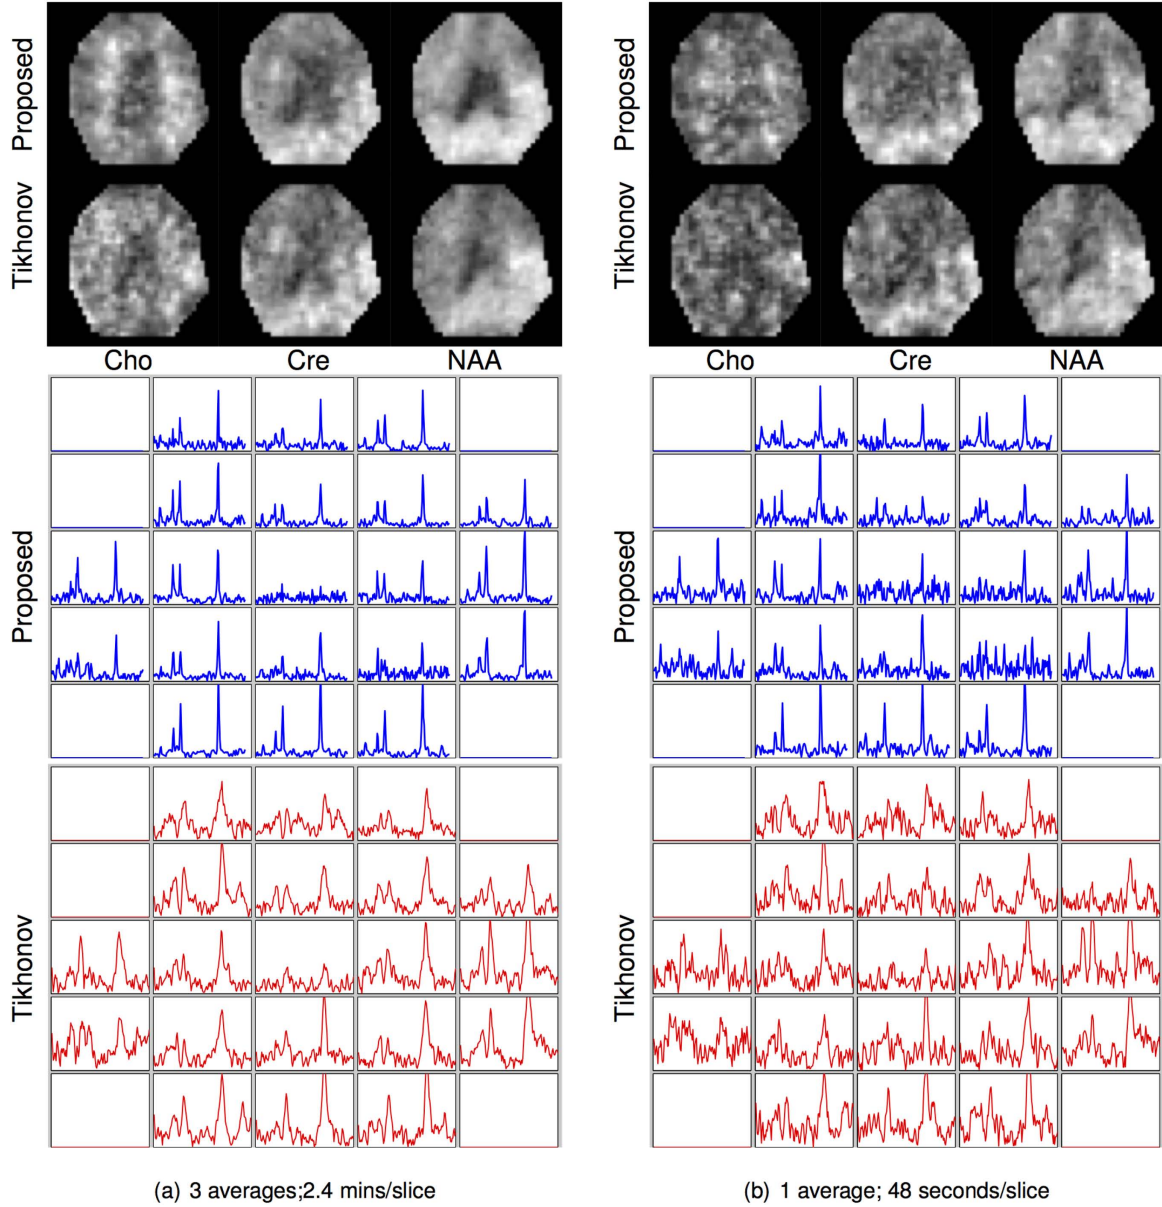 Proposed
Proposed
Tikhonov
Tikhonov
Cho Cre NAA
Cho Cre NAA
Proposed
Proposed
Tikhonov
Tikhonov
(a) 3 averages;2.4 mins/slice
(b) 1 average; 48 seconds/slice